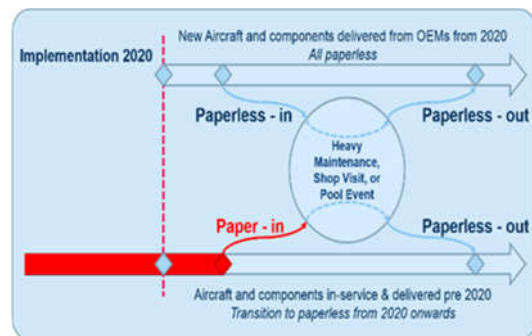 New Aircraft and components delivered from OEMs from 2020
All paperless
Implementation 2020
Paperless - in
Paperless - out
Heavy
Maintenance,
Shop Visit, or
Pool Event
Paper - in
Paperless - out
Aircraft and components in-service & delivered pre 2020
Transition to paperless from 2020 onwards